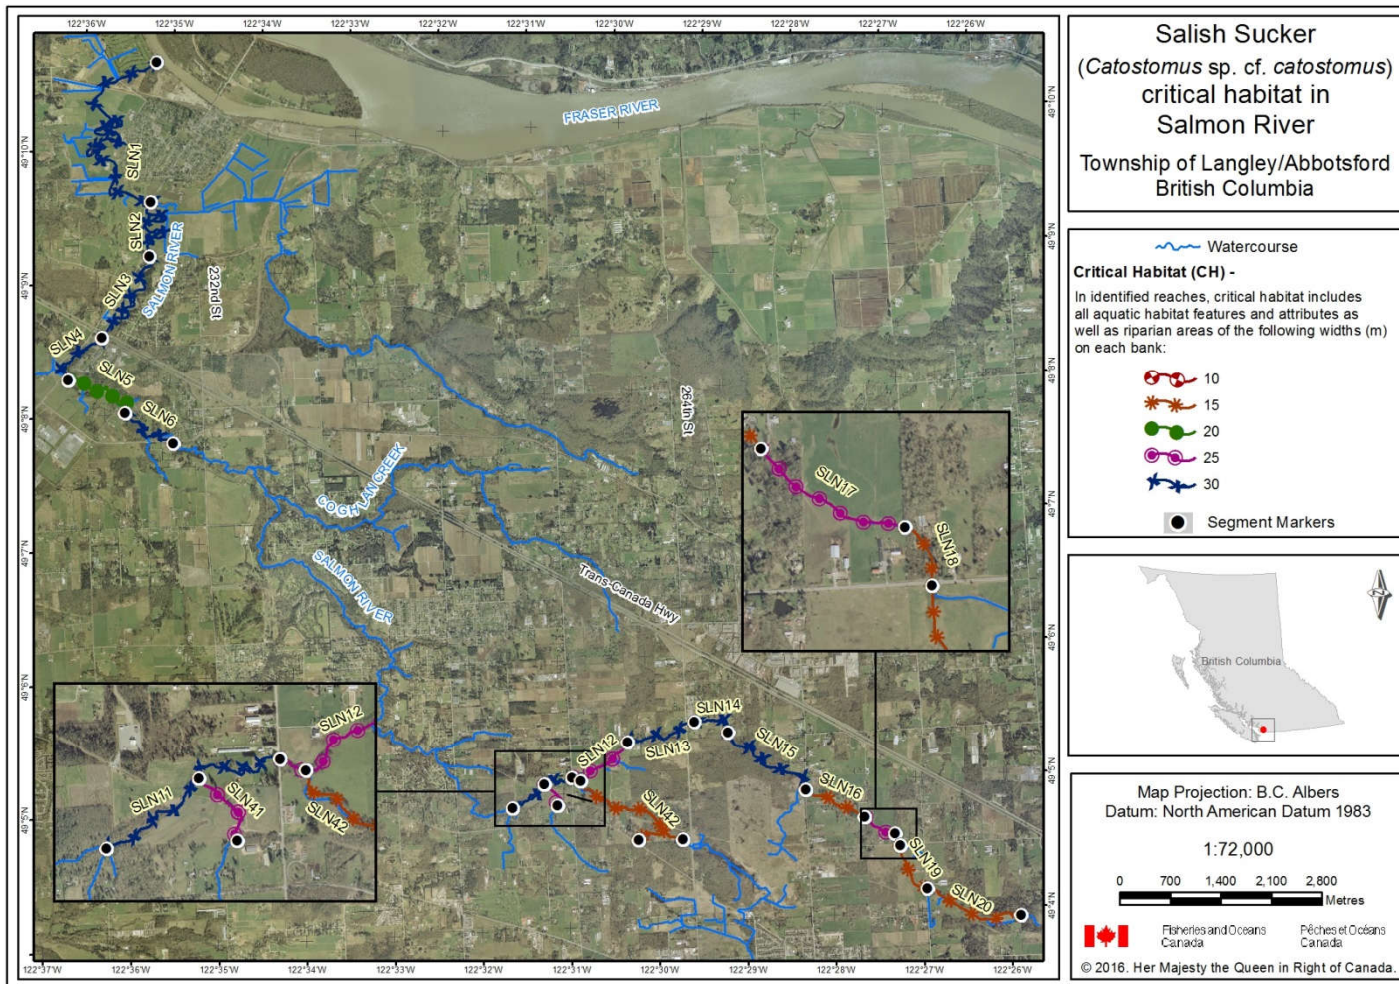 122°36'W 122°35'W 122°34'W 122°33'W 122°32'W 122°31'W 122°30'W 122°29'W 122°28'W 122°27'W 122°26'W
49°10'N
49°9'N
49°8'N
49°7'N
49°6'N
49°5'N
49°4'N
49°10'N
49°9'N
49°8'N
49°7'N
49°6'N
49°5'N
49°4'N
FRASER RIVER
SLN1
SLN2
SALMON RIVER
SLN3
232nd St
SLN4
SLN5
SLN6
264th St
COGHLAN CREEK
SALMON RIVER
Trans-Canada Hwy
SLN17
SLN18
SLN14
SLN12
SLN13
SLN15
SLN16
SLN42
SLN19
SLN20
SLN12
SLN11
SLN41
SLN42
122°37'W 122°36'W 122°35'W 122°34'W 122°33'W 122°32'W 122°31'W 122°30'W 122°29'W 122°28'W 122°27'W 122°26'W
Salish Sucker
(Catostomus sp. cf. catostomus)
critical habitat in
Salmon River
Township of Langley/Abbotsford
British Columbia
Watercourse
Critical Habitat (CH) -
In identified reaches, critical habitat includes
all aquatic habitat features and attributes as
well as riparian areas of the following widths (m)
on each bank:
10
15
20
25
30
Segment Markers
British Columbia
Map Projection: B.C. Albers
Datum: North American Datum 1983
1:72,000
0 700 1,400 2,100 2,800
Metres
Fisheries and Oceans
Canada
Pêches et Océans
Canada
© 2016. Her Majesty the Queen in Right of Canada.